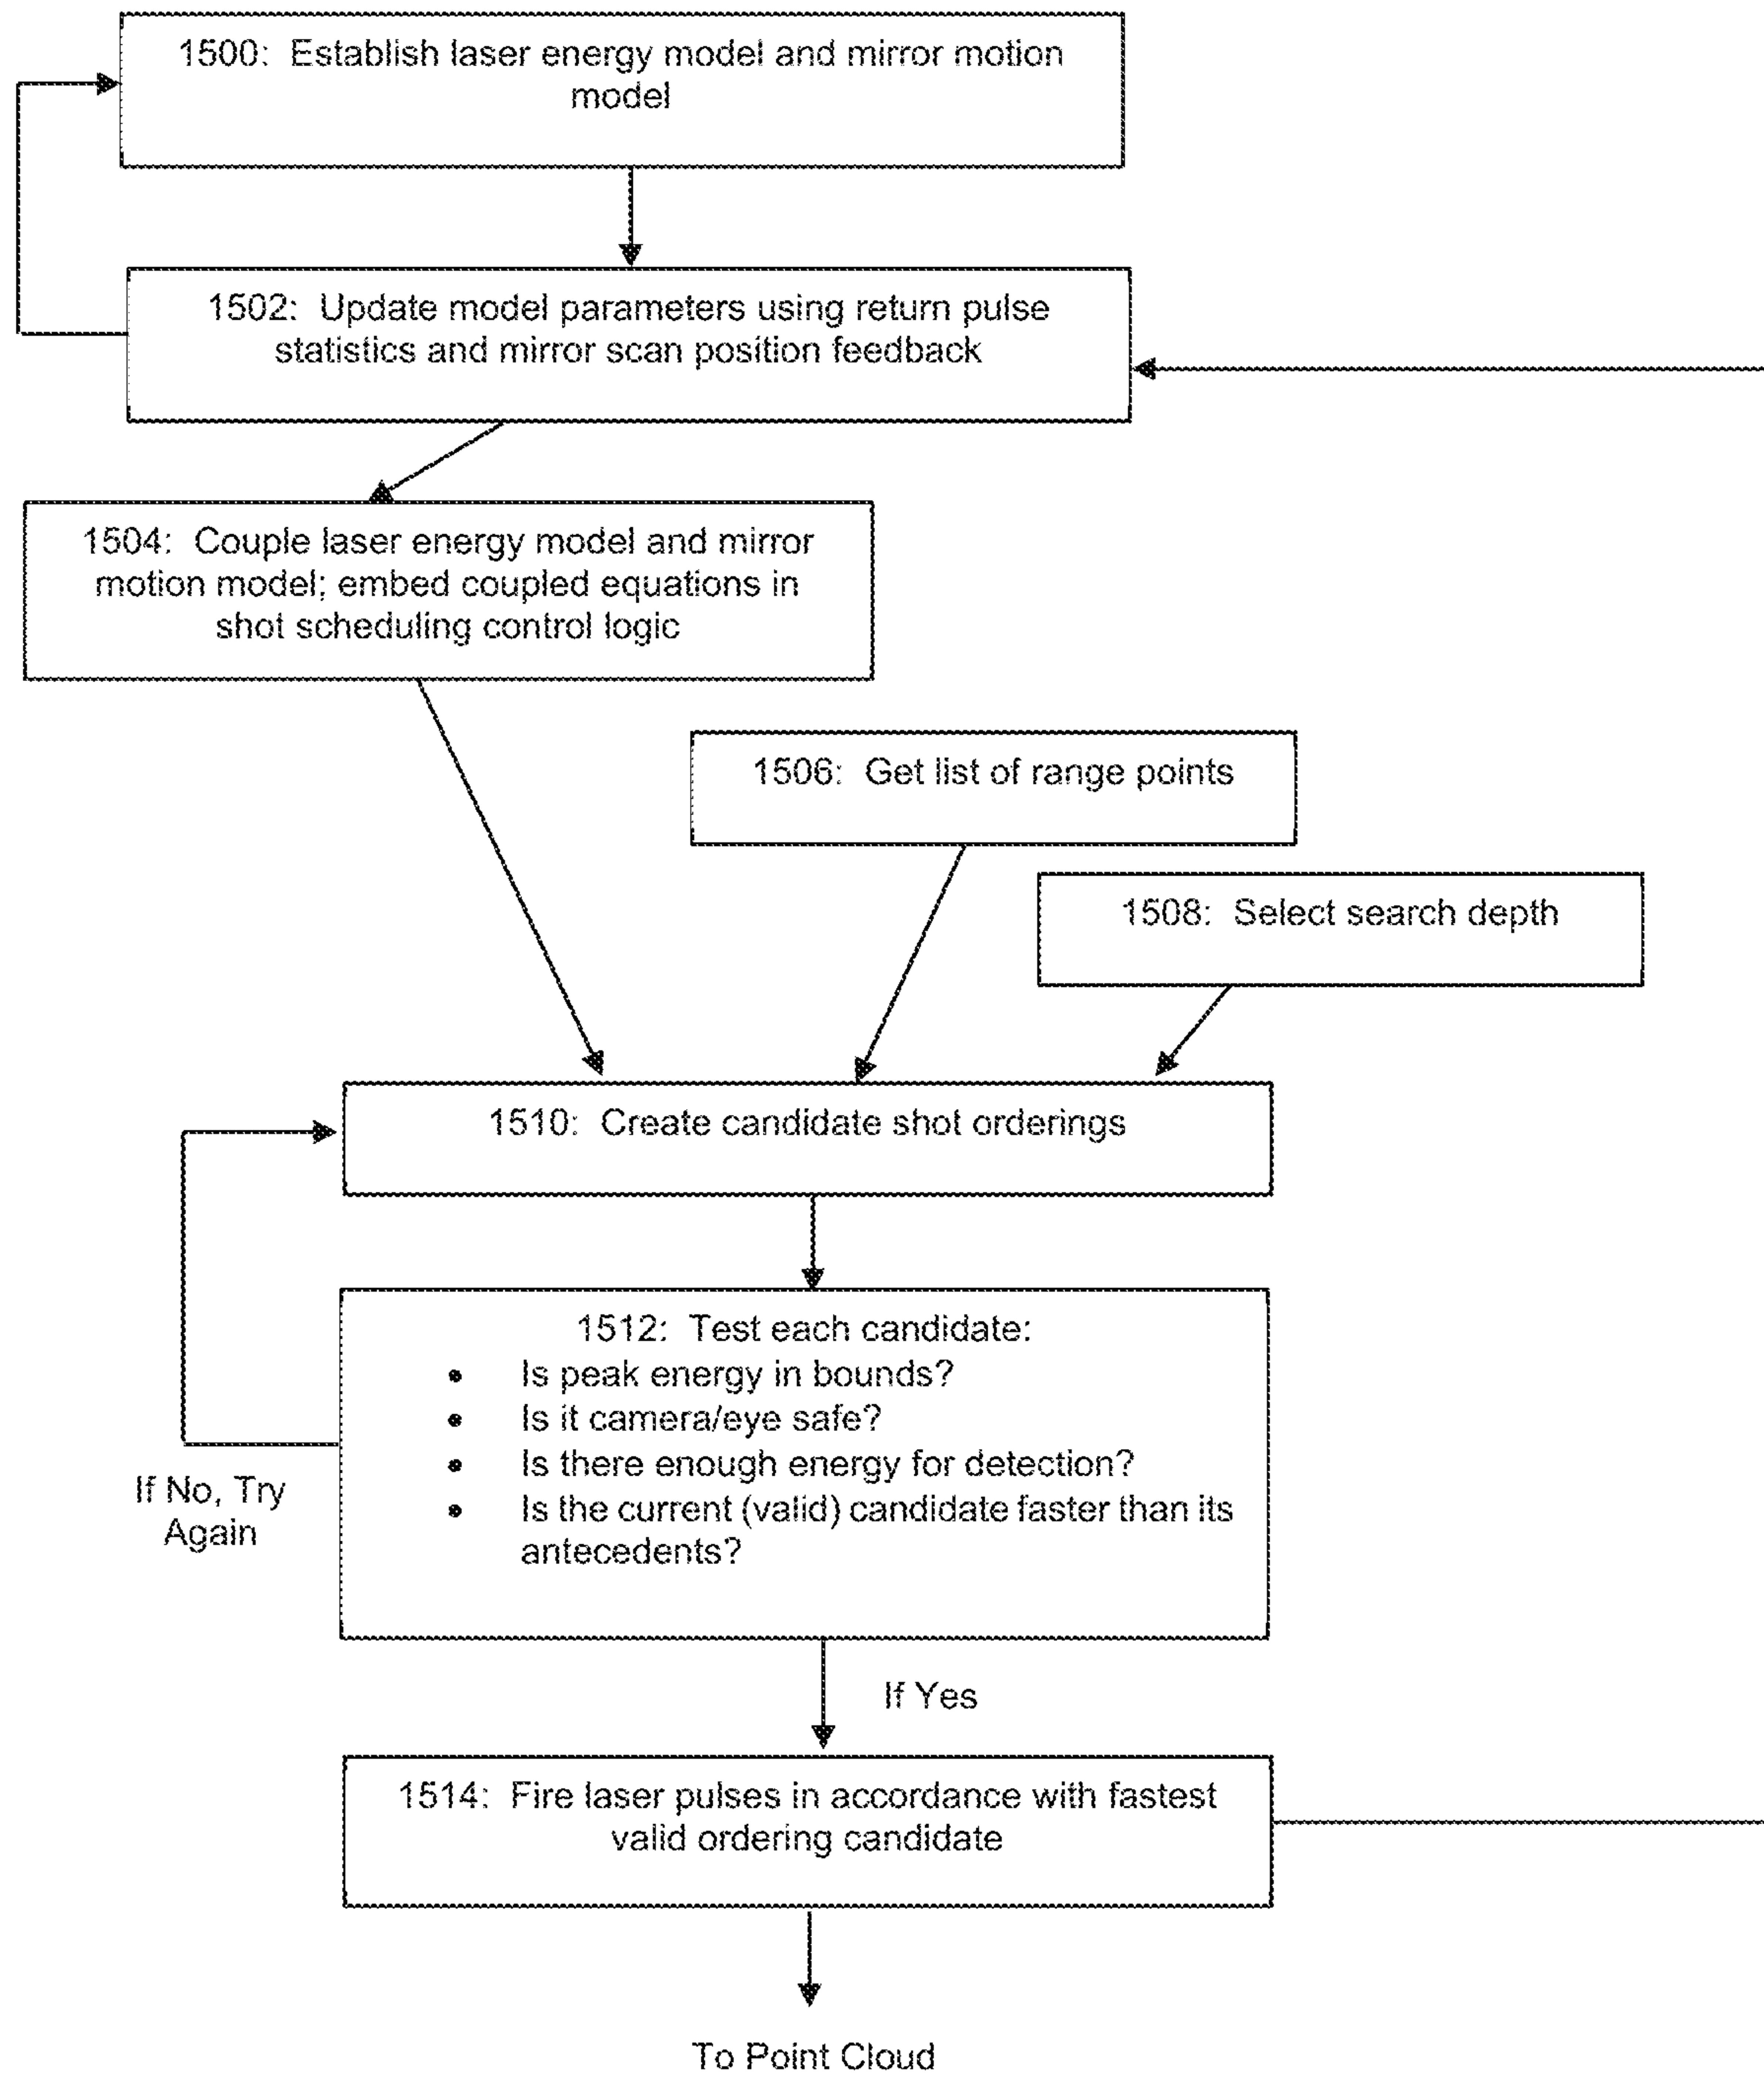 1500: Establish laser energy model and mirror motion
model
1502: Update model parameters using return pulse
statistics and mirror scan position feedback
1504: Couple laser energy model and mirror
motion model; embed coupled equations in
shot scheduling control logic
1506: Get list of range points
1508: Select search depth
1510: Create candidate shot orderings
1512: Test each candidate:
• Is peak energy in bounds?
• Is it camera/eye safe?
• Is there enough energy for detection?
• Is the current (valid) candidate faster than its
antecedents?
If No, Try
Again
If Yes
1514: Fire laser pulses in accordance with fastest
valid ordering candidate
To Point Cloud